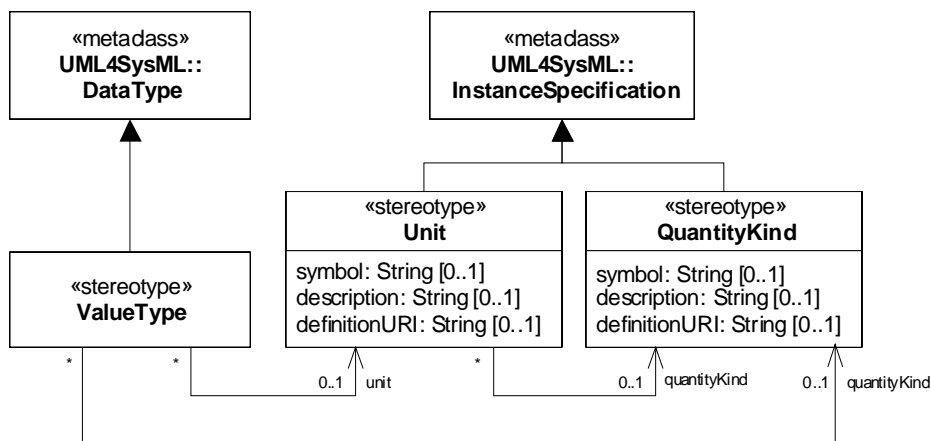 «metadass»
UML4SysML::
DataType
«metadass»
UML4SysML::
InstanceSpecification
«stereotype»
ValueType
«stereotype»
Unit
symbol: String [0..1]
description: String [0..1]
definitionURI: String [0..1]
«stereotype»
QuantityKind
symbol: String [0..1]
description: String [0..1]
definitionURI: String [0..1]
*
*
0..1
unit
*
0..1
quantityKind
0..1
quantityKind